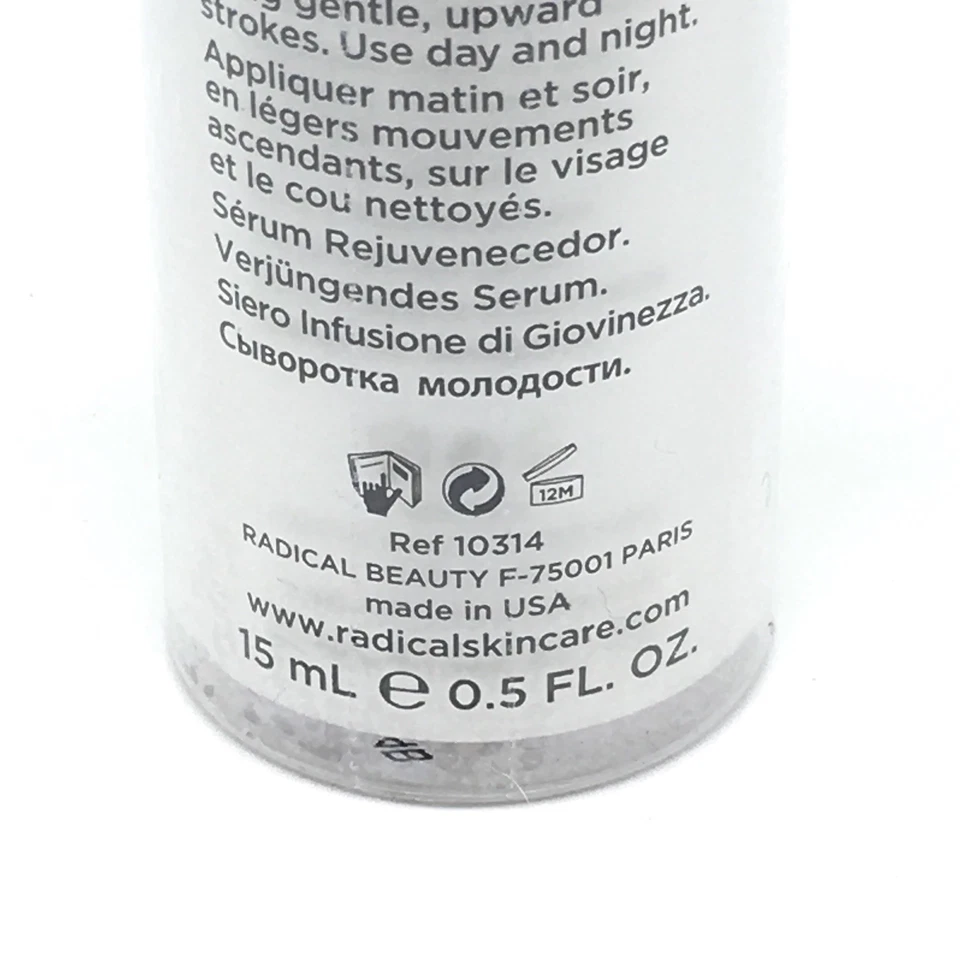 gentle, upward
strokes. Use day and night.
Appliquer matin et soir,
en légers mouvements
ascendants, sur le visage
et le cou nettoyés.
Sérum Rejuvenecedor.
Verjüngendes Serum.
Siero Infusione di Giovinezza.
Сыворотка молодости.
12M
Ref 10314
RADICAL BEAUTY F-75001 PARIS
made in USA
www.radicalskincare.com
15 mL e 0.5 FL. OZ.